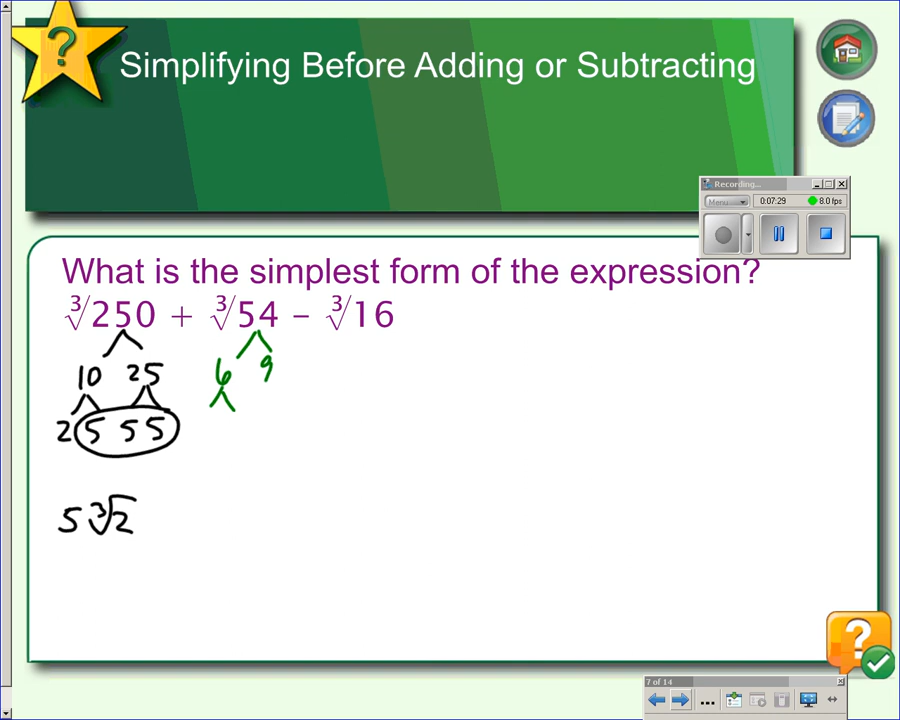 ?
Simplifying Before Adding or Subtracting
Recording...
Menu
0:07:29
8.0 fps
What is the simplest form of the expression?
∛250 + ∛54 – ∛16
10 25
6 9
2 5 5 5
5∛2
?
7 of 14
...